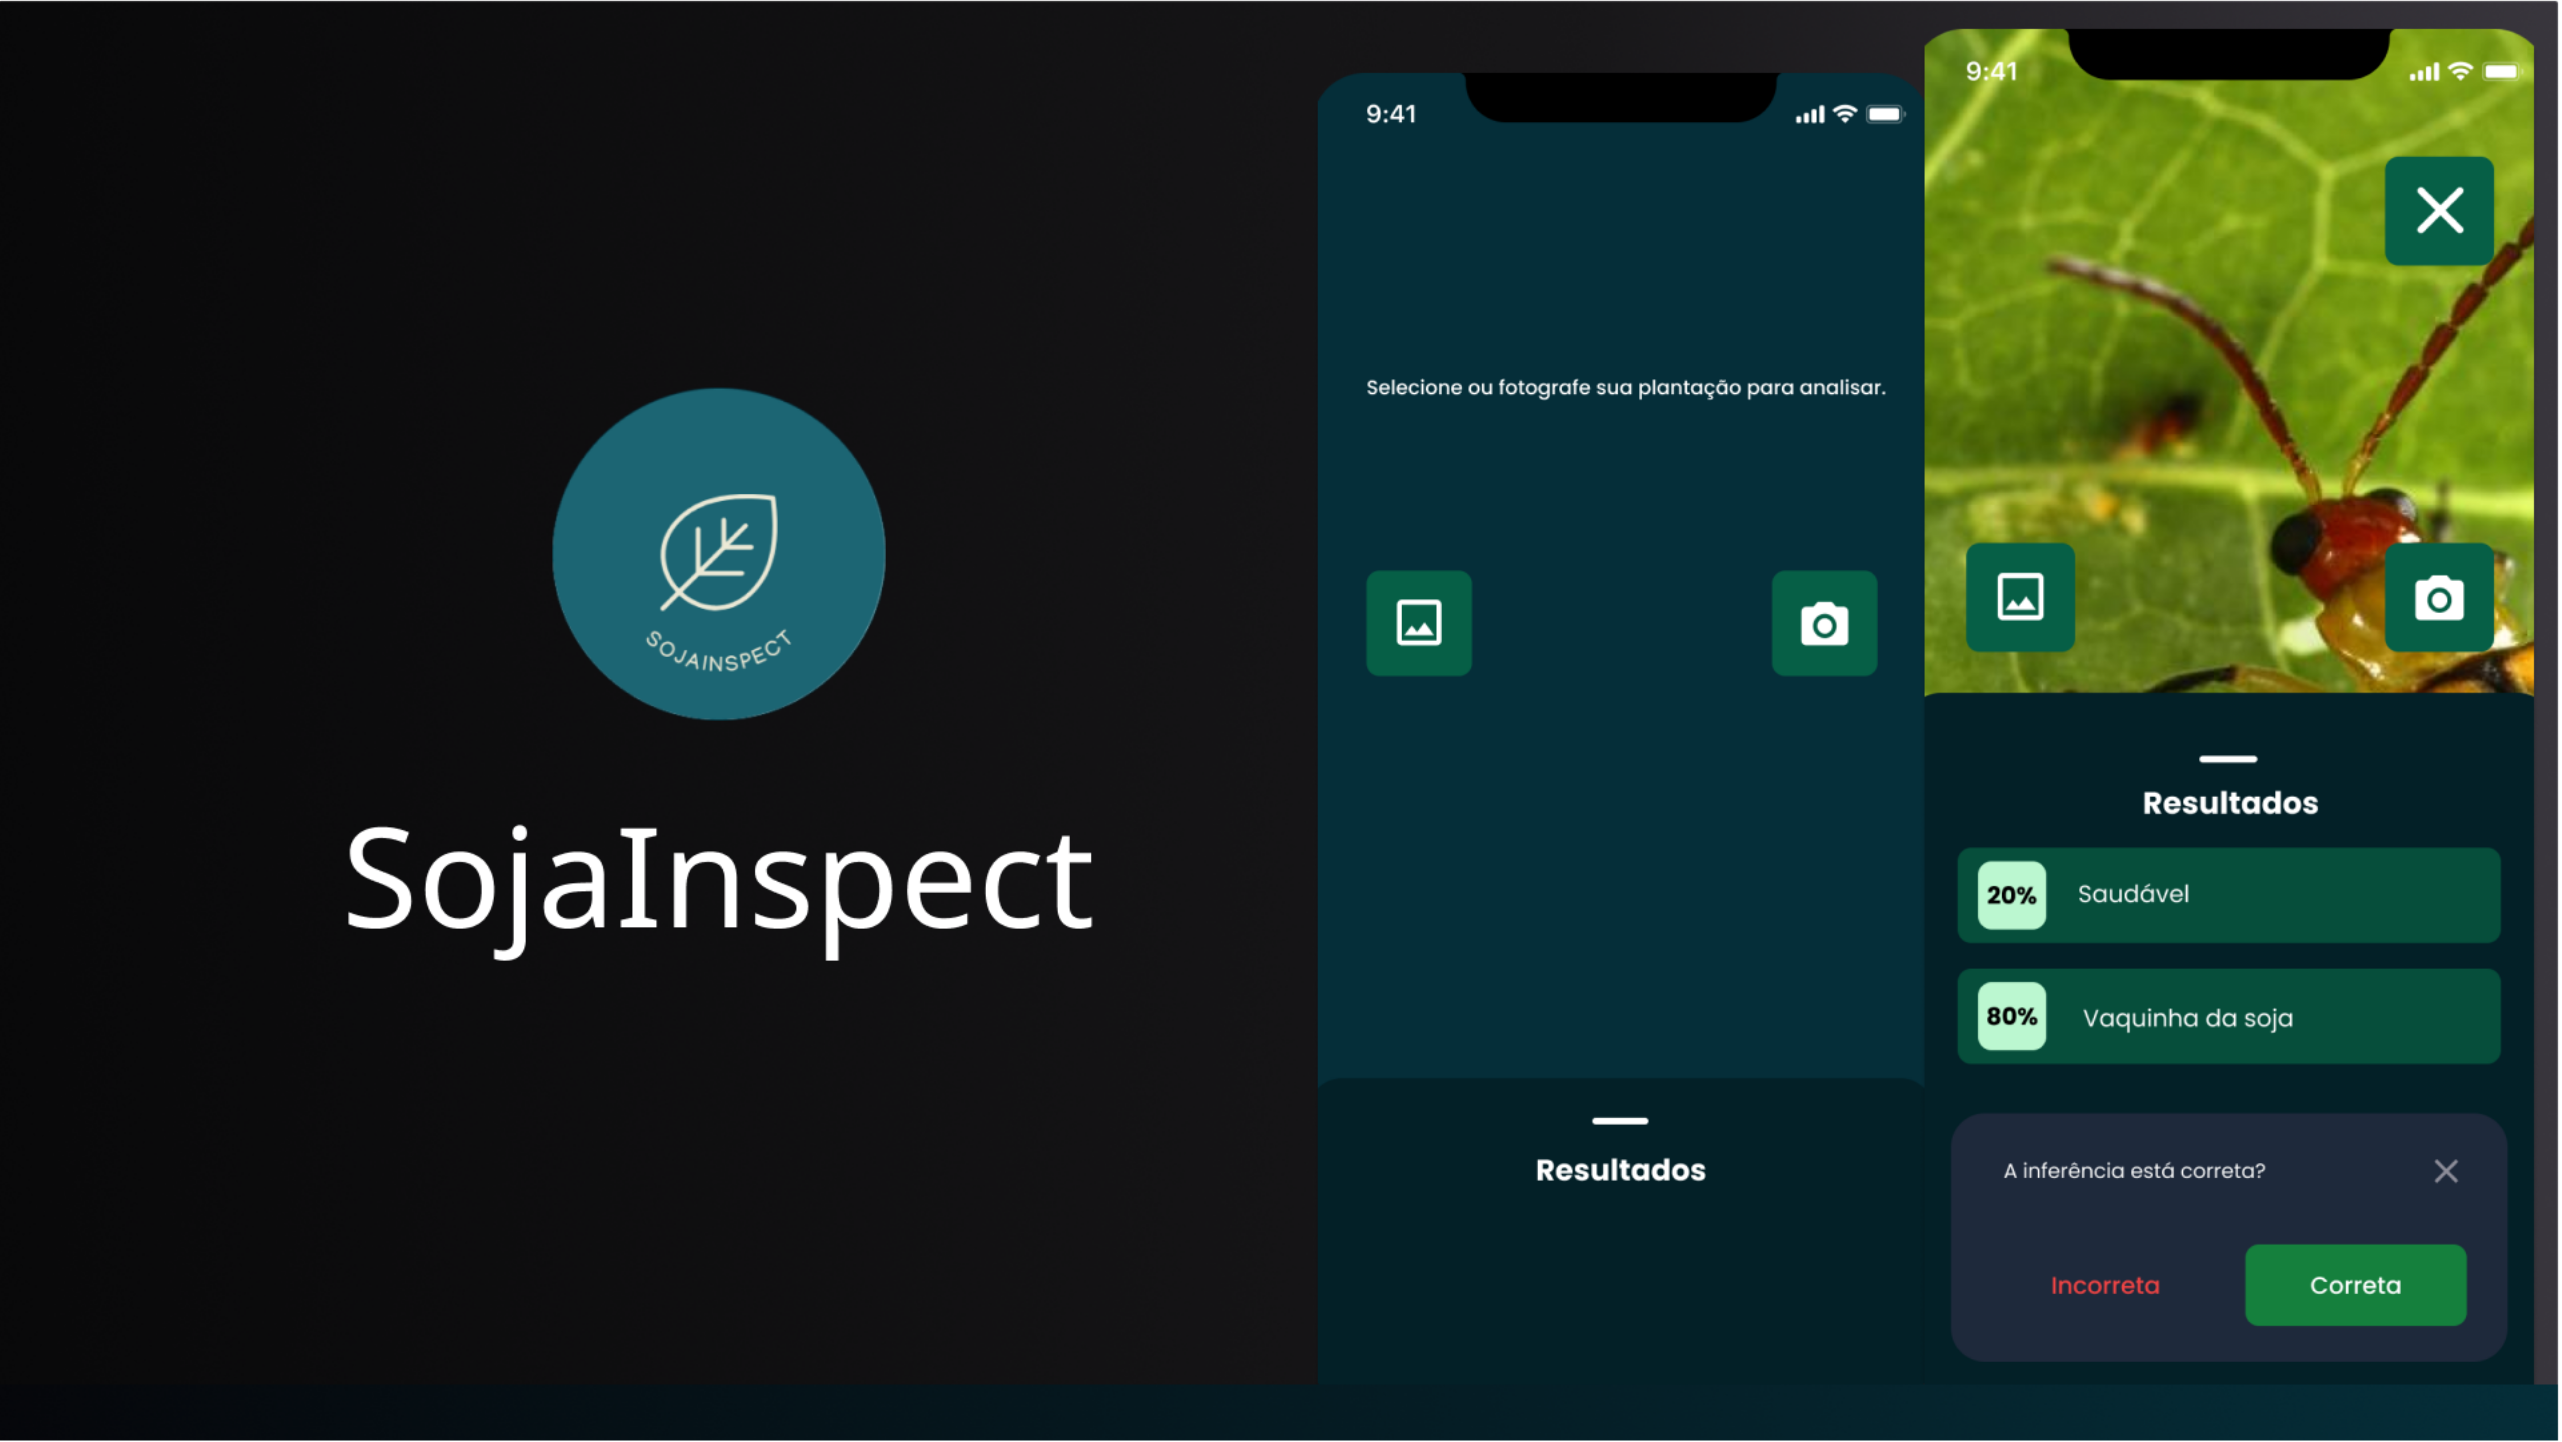 SOJAINSPECT
SojaInspect
9:41
Selecione ou fotografe sua plantação para analisar.
Resultados
9:41
Resultados
20% Saudável
80% Vaquinha da soja
A inferência está correta?
Incorreta Correta